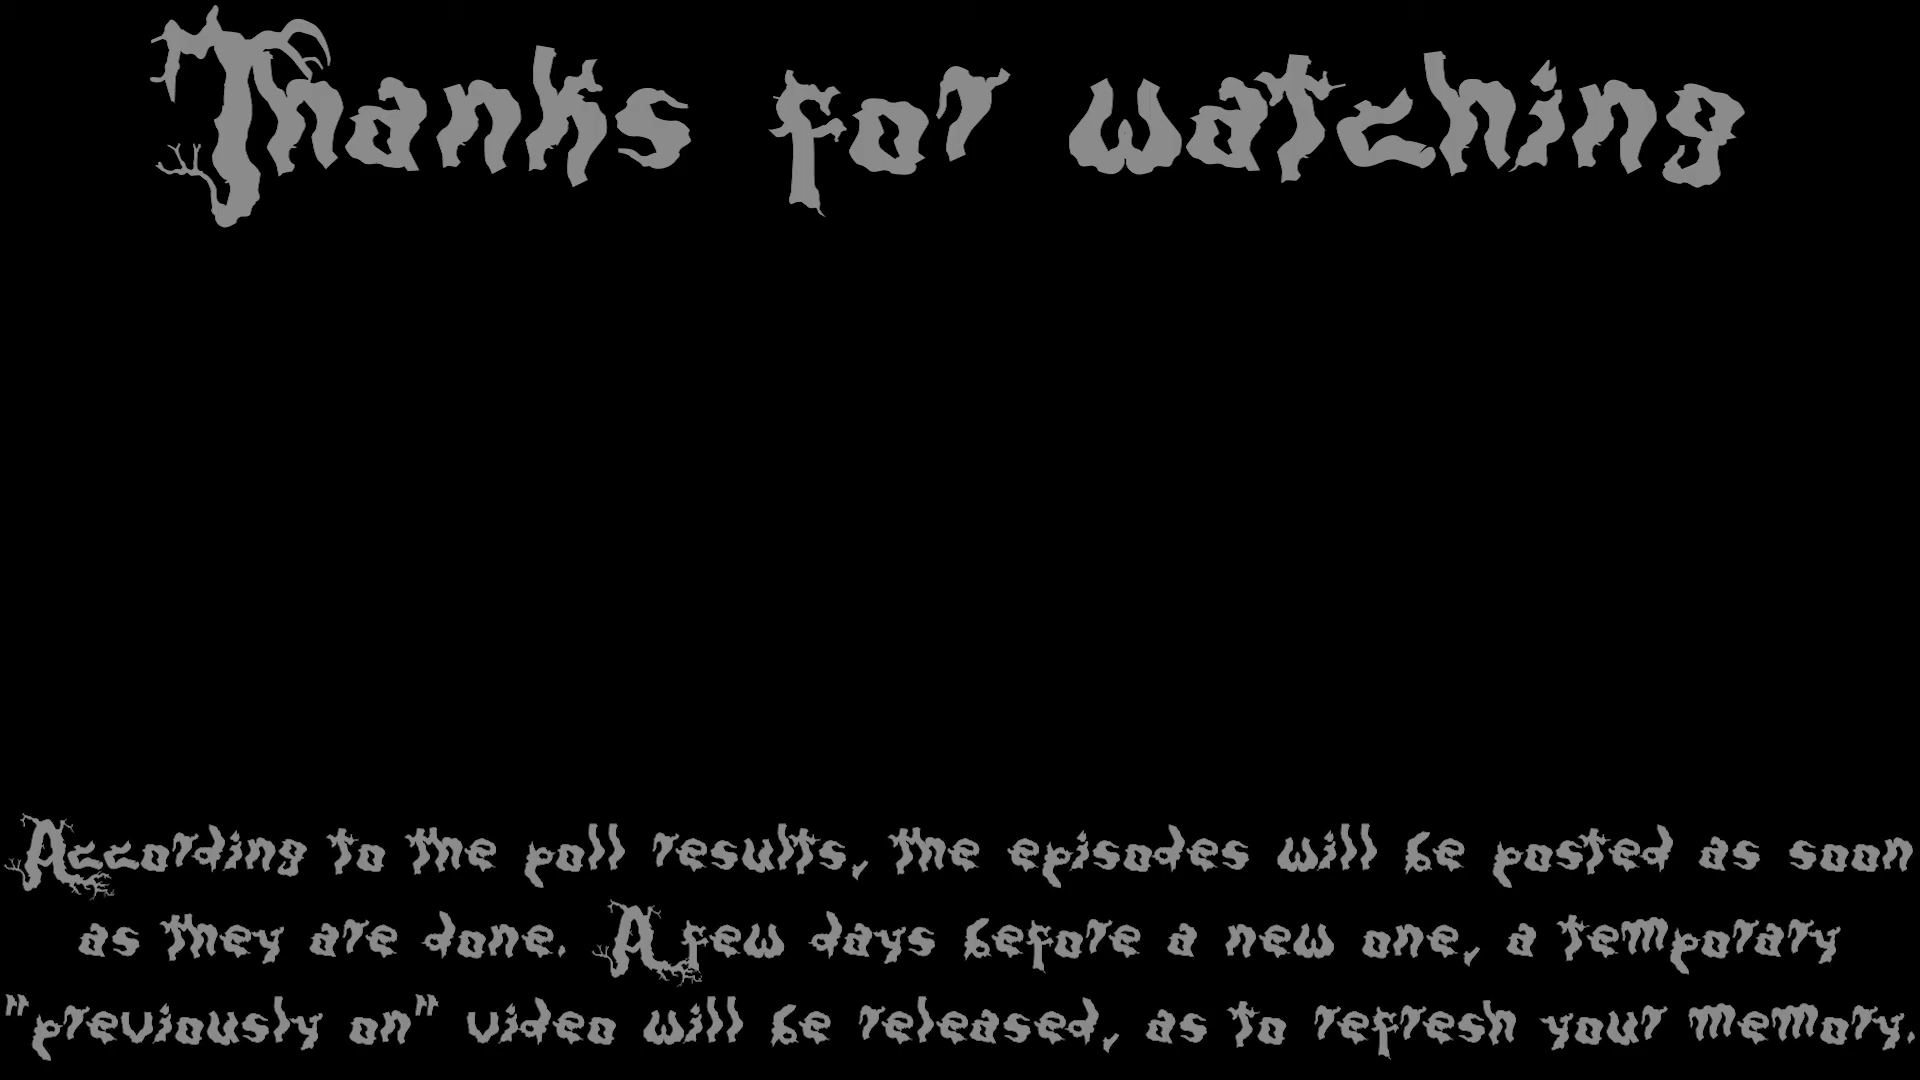 Thanks for watching
According to the poll results, the episodes will be posted as soon
as they are done. A few days before a new one, a temporary
"previously on" video will be released, as to refresh your memory.